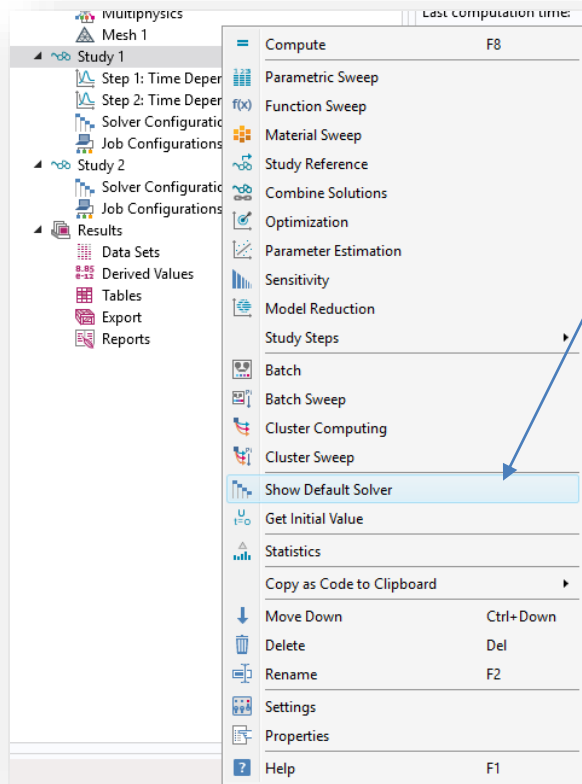 Multiphysics
Last computation time:
Mesh 1
Study 1
Step 1: Time Deper
Step 2: Time Deper
Solver Configuratic
Job Configurations
Study 2
Solver Configuratic
Job Configurations
Results
Data Sets
8.85
e-12
Derived Values
Tables
Export
Reports
= Compute F8
Parametric Sweep
f(x) Function Sweep
Material Sweep
Study Reference
Combine Solutions
Optimization
Parameter Estimation
Sensitivity
Model Reduction
Study Steps
Batch
Batch Sweep
Cluster Computing
Cluster Sweep
Show Default Solver
U
t=0
Get Initial Value
Statistics
Copy as Code to Clipboard
Move Down Ctrl+Down
Delete Del
Rename F2
Settings
Properties
? Help F1